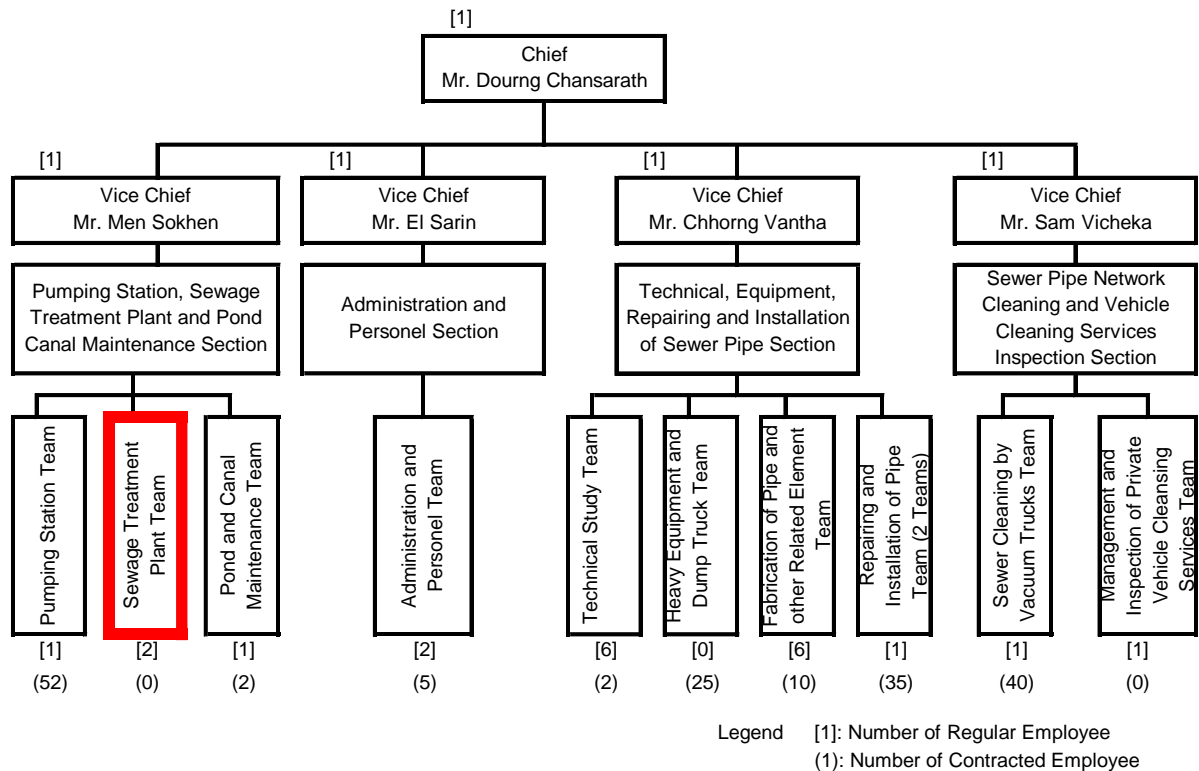 [1]
Chief
Mr. Dourng Chansarath
[1]
[1]
[1]
[1]
Vice Chief
Mr. Men Sokhen
Vice Chief
Mr. El Sarin
Vice Chief
Mr. Chhorng Vantha
Vice Chief
Mr. Sam Vicheka
Pumping Station, Sewage
Treatment Plant and Pond
Canal Maintenance Section
Administration and
Personel Section
Technical, Equipment,
Repairing and Installation
of Sewer Pipe Section
Sewer Pipe Network
Cleaning and Vehicle
Cleaning Services
Inspection Section
Pumping Station Team
Sewage Treatment
Plant Team
Pond and Canal
Maintenance Team
Administration and
Personel Team
Technical Study Team
Heavy Equipment and
Dump Truck Team
Fabrication of Pipe and
other Related Element
Team
Repairing and
Installation of Pipe
Team (2 Teams)
Sewer Cleaning by
Vacuum Trucks Team
Management and
Inspection of Private
Vehicle Cleansing
Services Team
[1] [2] [1] [2] [6] [0] [6] [1] [1] [1]
(52) (0) (2) (5) (2) (25) (10) (35) (40) (0)
Legend [1]: Number of Regular Employee
(1): Number of Contracted Employee